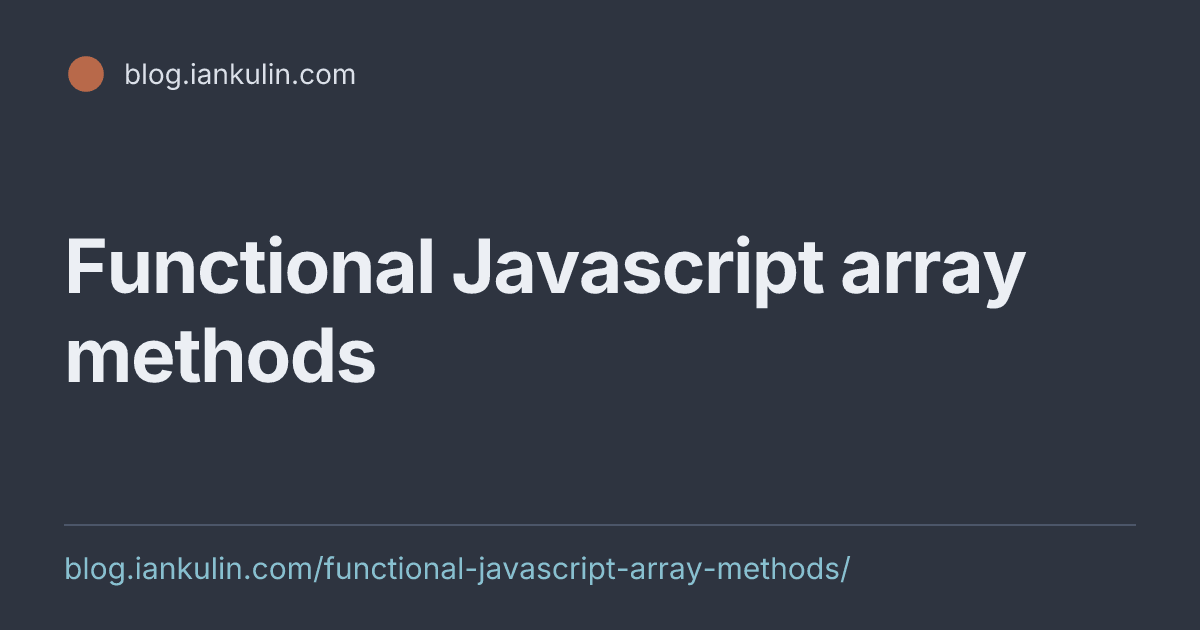 blog.iankulin.com
Functional Javascript array
methods
blog.iankulin.com/functional-javascript-array-methods/